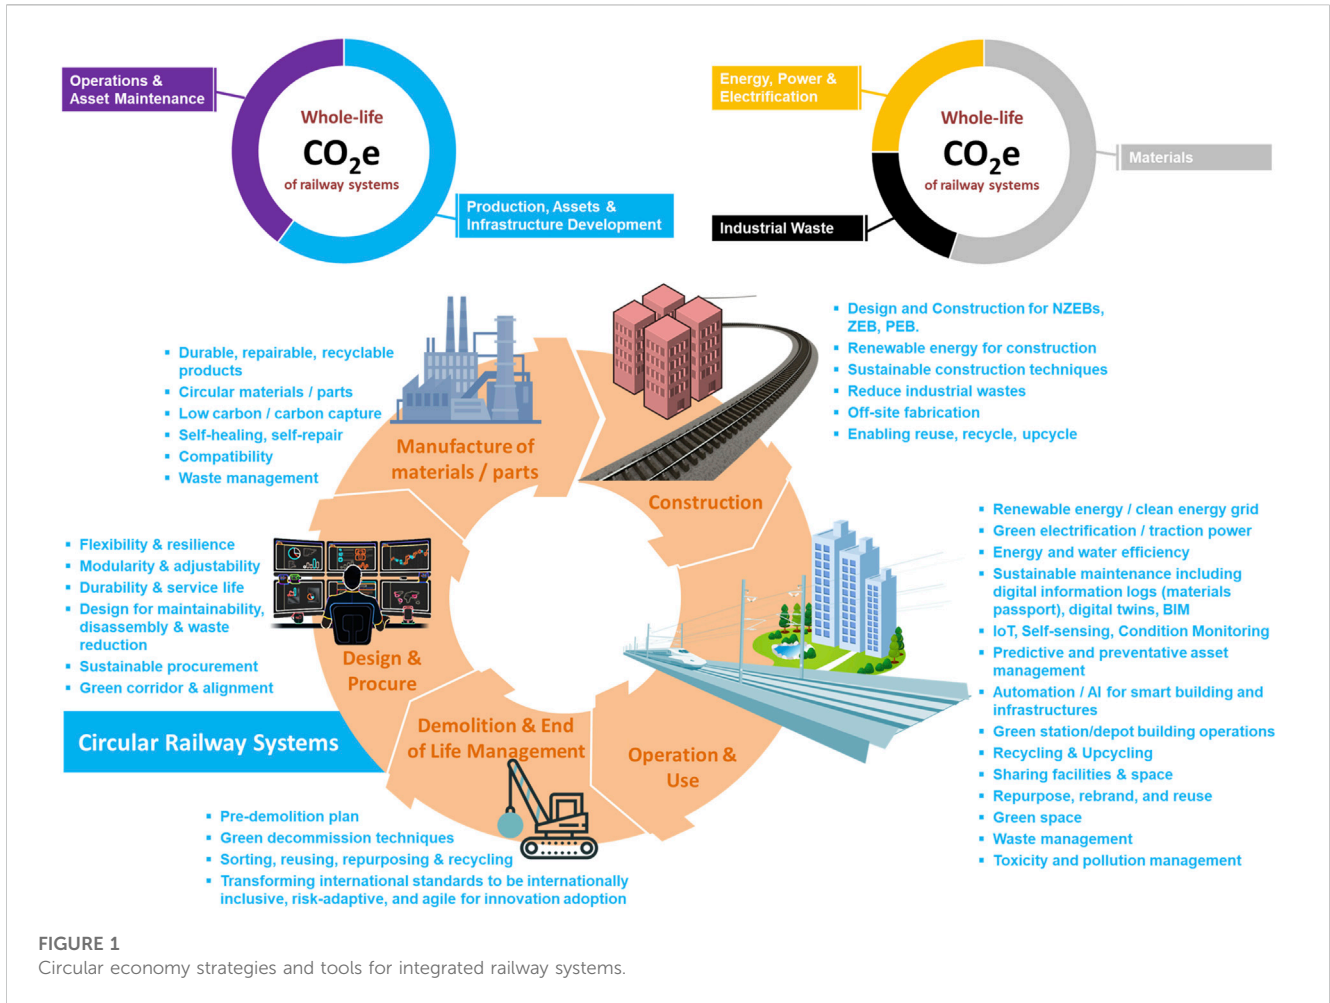 Operations &
Asset Maintenance
Whole-life
CO₂e
of railway systems
Production, Assets &
Infrastructure Development
Energy, Power &
Electrification
Whole-life
CO₂e
of railway systems
Materials
Industrial Waste
▪ Durable, repairable, recyclable
products
▪ Circular materials / parts
▪ Low carbon / carbon capture
▪ Self-healing, self-repair
▪ Compatibility
▪ Waste management
Manufacture of
materials / parts
▪ Design and Construction for NZEBs,
ZEB, PEB.
▪ Renewable energy for construction
▪ Sustainable construction techniques
▪ Reduce industrial wastes
▪ Off-site fabrication
▪ Enabling reuse, recycle, upcycle
Construction
▪ Renewable energy / clean energy grid
▪ Green electrification / traction power
▪ Energy and water efficiency
▪ Sustainable maintenance including
digital information logs (materials
passport), digital twins, BIM
▪ IoT, Self-sensing, Condition Monitoring
▪ Predictive and preventative asset
management
▪ Automation / AI for smart building and
infrastructures
▪ Green station/depot building operations
▪ Recycling & Upcycling
▪ Sharing facilities & space
▪ Repurpose, rebrand, and reuse
▪ Green space
▪ Waste management
▪ Toxicity and pollution management
Operation &
Use
▪ Flexibility & resilience
▪ Modularity & adjustability
▪ Durability & service life
▪ Design for maintainability,
disassembly & waste
reduction
▪ Sustainable procurement
▪ Green corridor & alignment
Design &
Procure
Circular Railway Systems
Demolition & End
of Life Management
▪ Pre-demolition plan
▪ Green decommission techniques
▪ Sorting, reusing, repurposing & recycling
▪ Transforming international standards to be internationally
inclusive, risk-adaptive, and agile for innovation adoption
FIGURE 1
Circular economy strategies and tools for integrated railway systems.